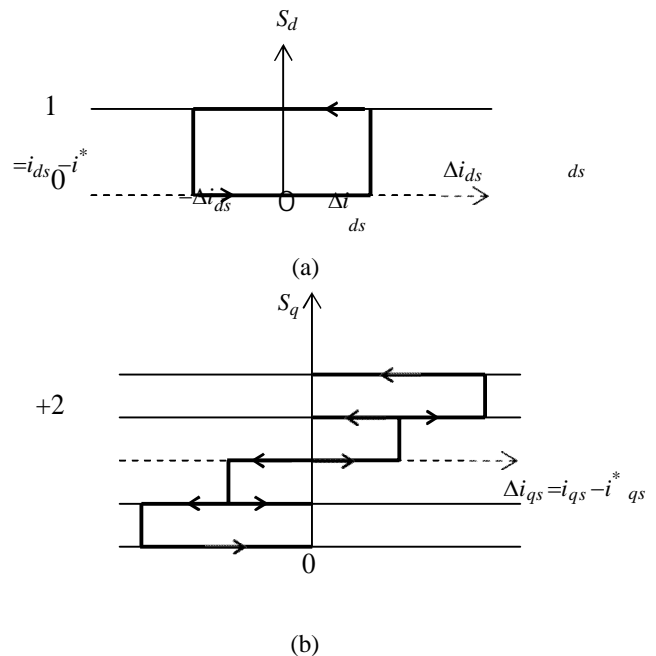 S_d
1
=i_ds 0 –i*
Δi_ds
ds
–Δi_ds
O
Δi
ds
(a)
S_q
+2
Δi_qs=i_qs–i*
qs
0
(b)